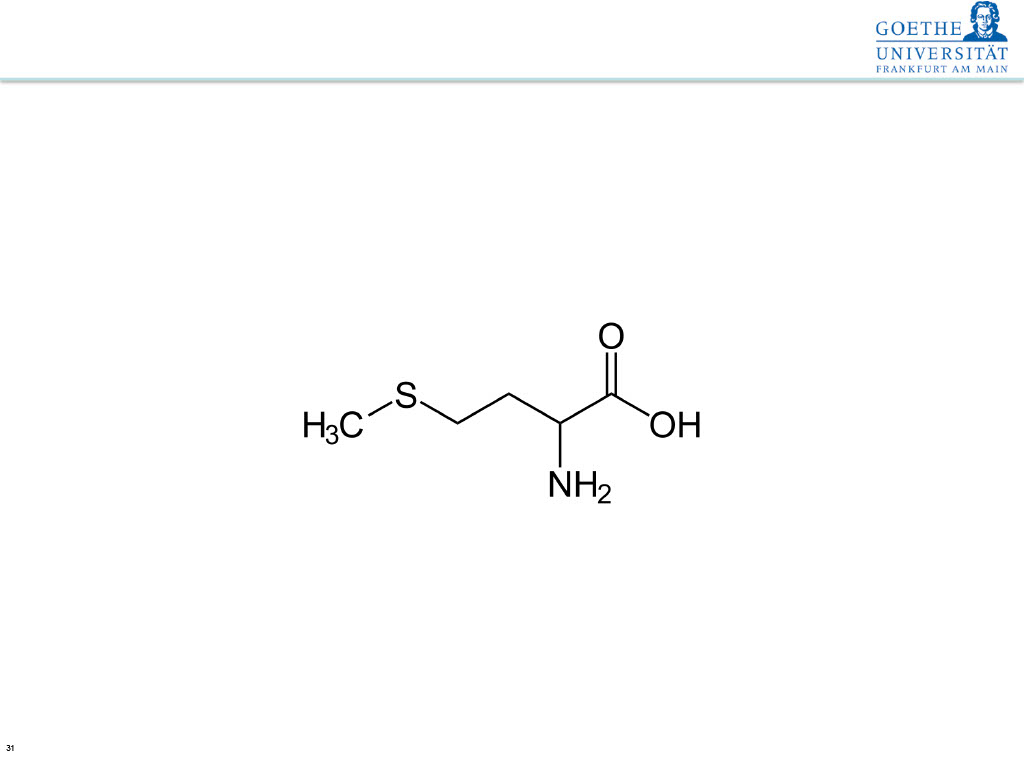 GOETHE
UNIVERSITÄT
FRANKFURT AM MAIN
O
S
H3C
OH
NH2
31